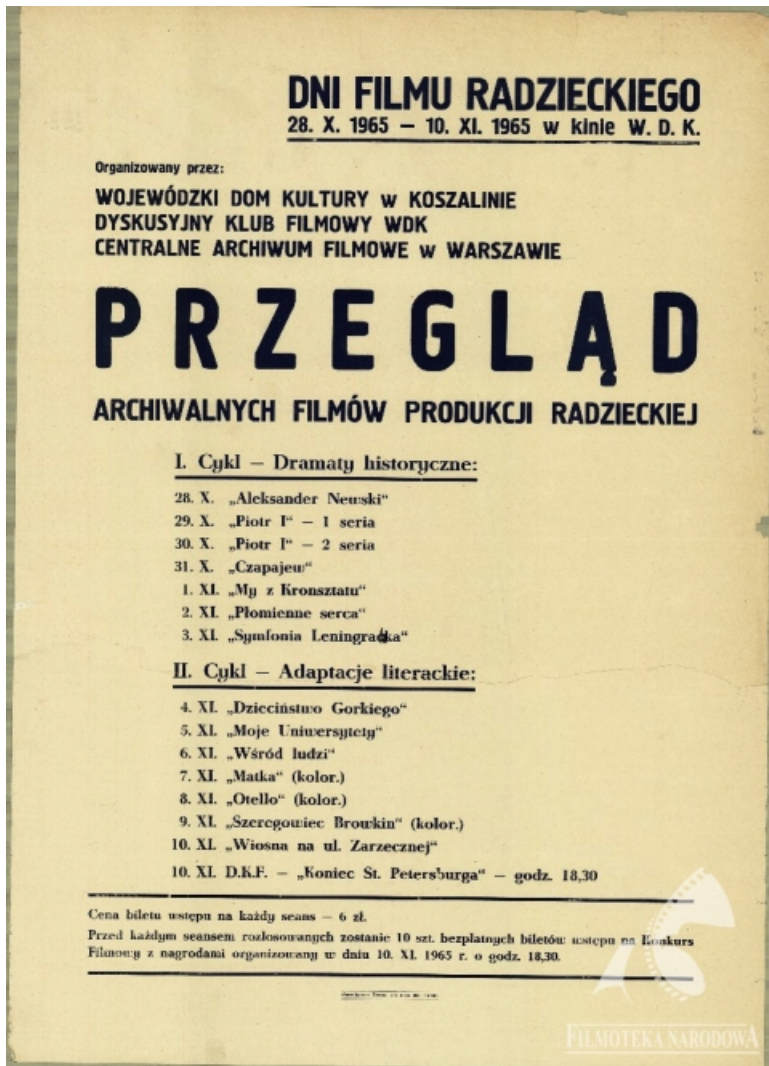 DNI FILMU RADZIECKIEGO
28. X. 1965 — 10. XI. 1965 w kinie W. D. K.
Organizowany przez:
WOJEWÓDZKI DOM KULTURY w KOSZALINIE
DYSKUSYJNY KLUB FILMOWY WDK
CENTRALNE ARCHIWUM FILMOWE w WARSZAWIE
PRZEGLĄD
ARCHIWALNYCH FILMÓW PRODUKCJI RADZIECKIEJ
I. Cykl — Dramaty historyczne:
28. X. „Aleksander Newski“
29. X. „Piotr I“ — 1 seria
30. X. „Piotr I“ — 2 seria
31. X. „Czapajew“
1. XI. „My z Kronsztatu“
2. XI. „Płomienne serca“
3. XI. „Symfonia Leningradzka“
II. Cykl — Adaptacje literackie:
4. XI. „Dzieciństwo Gorkiego“
5. XI. „Moje Uniwersytety“
6. XI. „Wśród ludzi“
7. XI. „Matka“ (kolor.)
8. XI. „Otello“ (kolor.)
9. XI. „Szeregowiec Browkin“ (kolor.)
10. XI. „Wiosna na ul. Zarzecznej“
10. XI. D.K.F. — „Koniec St. Petersburga“ — godz. 18,30
Cena biletu wstępu na każdy seans — 6 zł.
Przed każdym seansem rozlosowanych zostanie 10 szt. bezpłatnych biletów wstępu na Konkurs
Filmowy z nagrodami organizowany w dniu 10. XI. 1965 r. o godz. 18,30.
FILMOTEKA NARODOWA